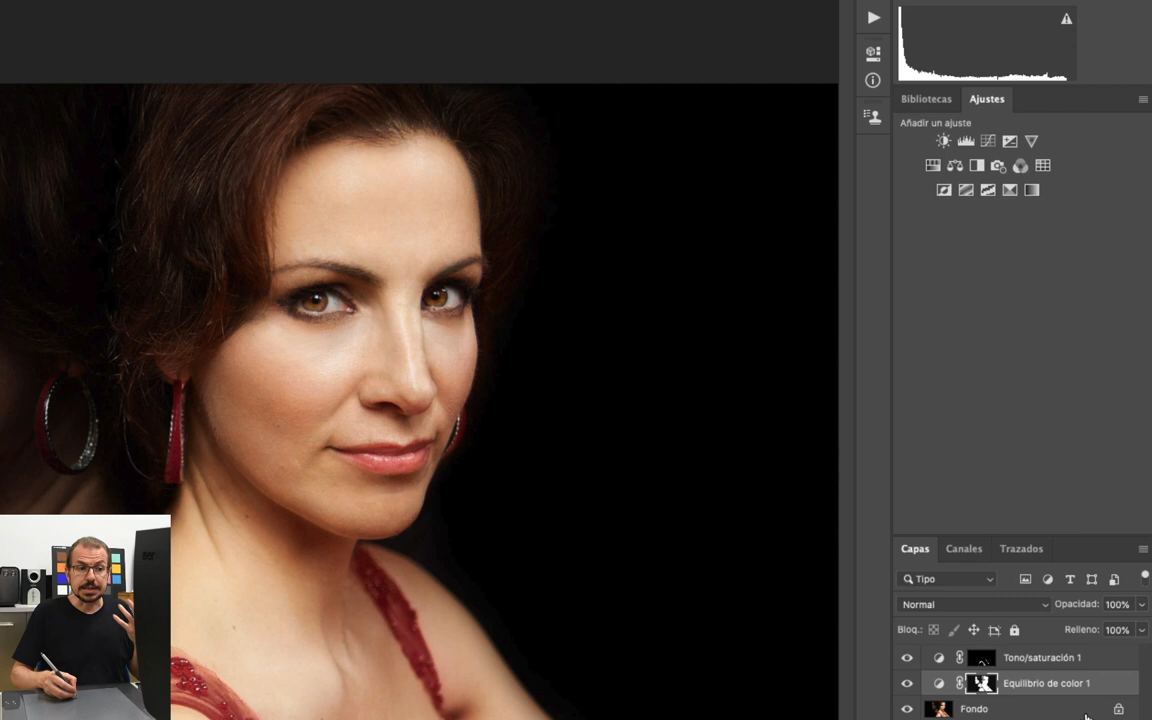 Bibliotecas Ajustes
Añadir un ajuste
Capas Canales Trazados
Tipo
Normal Opacidad: 100%
Bloq.: Relleno: 100%
Tono/saturación 1
Equilibrio de color 1
Fondo